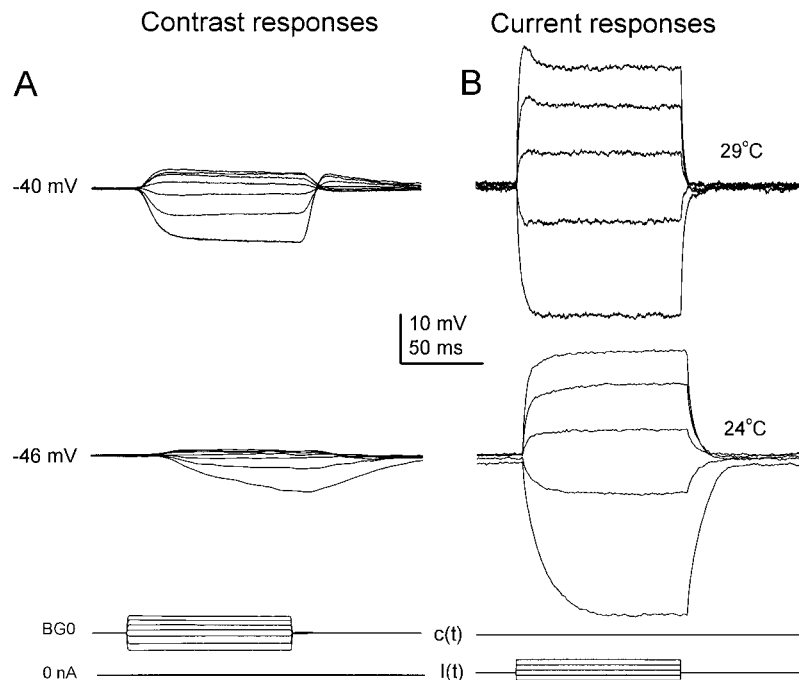 Contrast responses
Current responses
A
B
29°C
-40 mV
10 mV
50 ms
24°C
-46 mV
BG0
c(t)
0 nA
I(t)